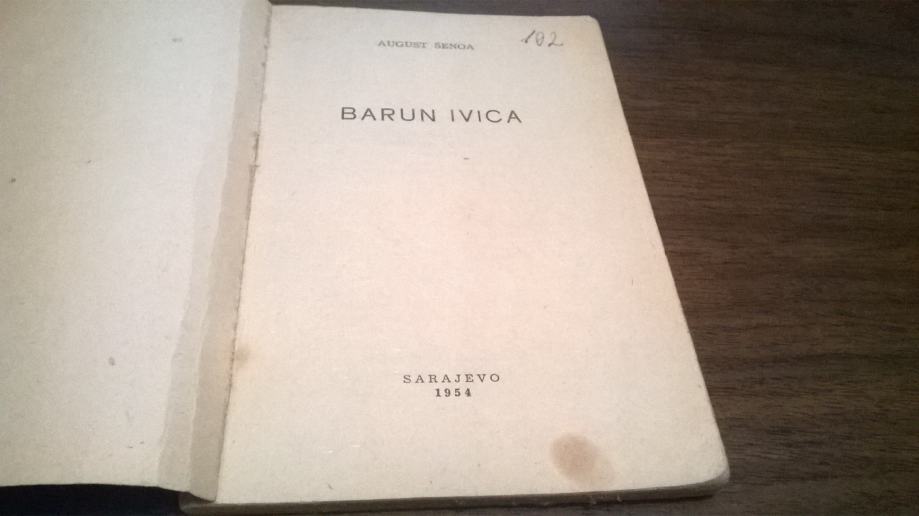 AUGUST ŠENOA
102
BARUN IVICA
SARAJEVO
1954